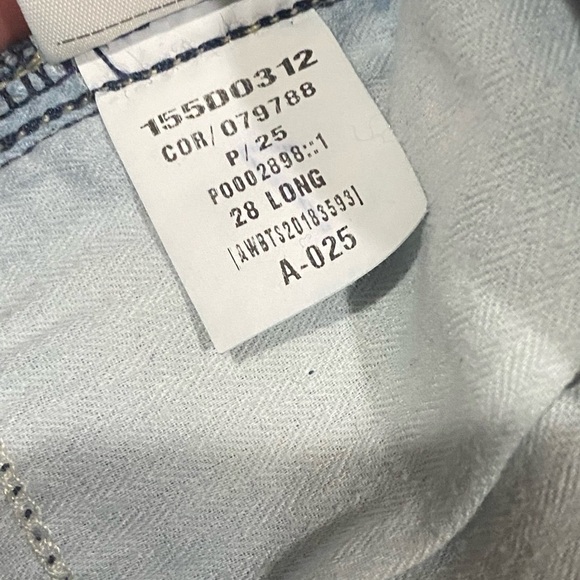 155D0312
COR/079788
P/25
P0002898::1
28 LONG
|AWBTS20183593|
A-025